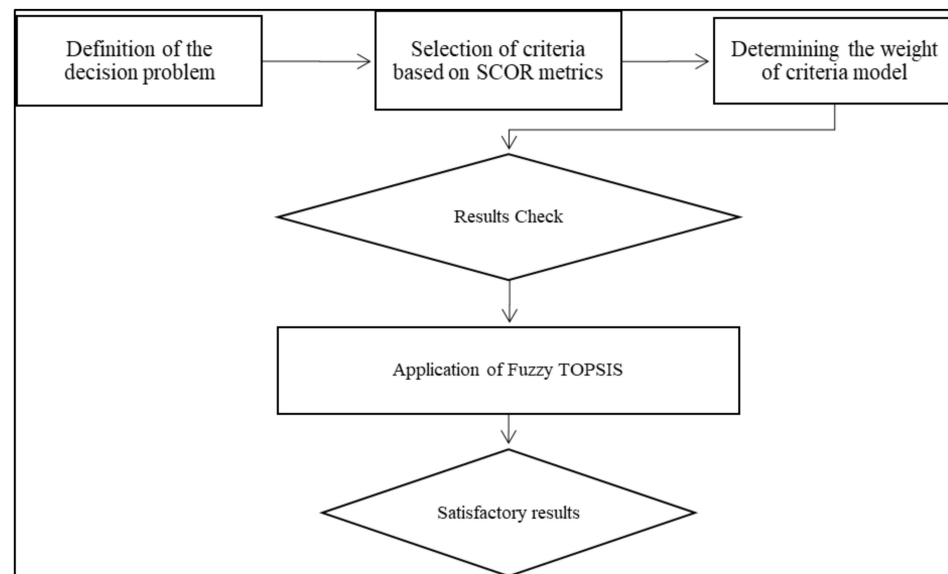 Definition of the
decision problem
Selection of criteria
based on SCOR metrics
Determining the weight
of criteria model
Results Check
Application of Fuzzy TOPSIS
Satisfactory results